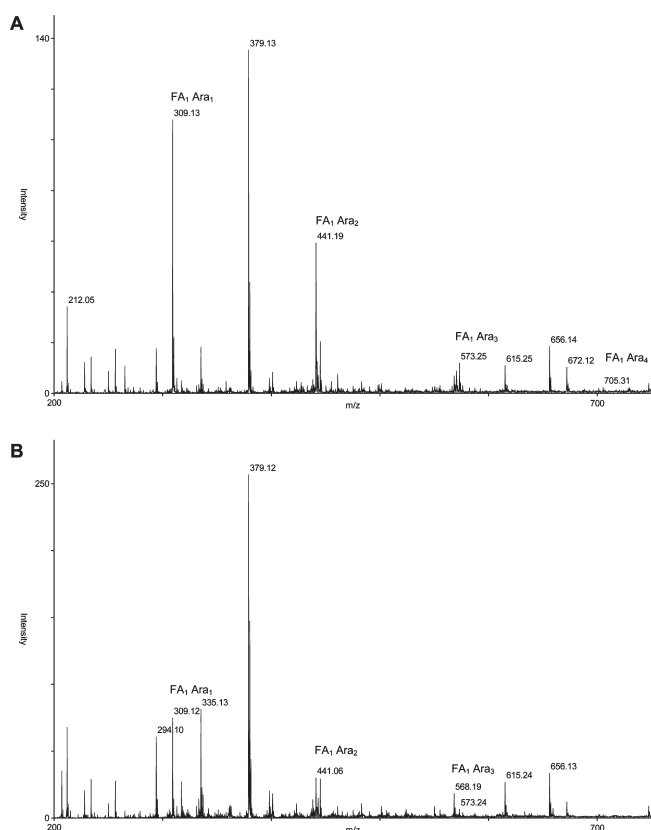 A
140
379.13
FA₁ Ara₁
309.13
Intensity
FA₁ Ara₂
441.19
212.05
FA₁ Ara₃
573.25
615.25
656.14
672.12
FA₁ Ara₄
705.31
0
200
m/z
700
B
250
379.12
Intensity
FA₁ Ara₁
309.12
335.13
294.10
FA₁ Ara₂
441.06
FA₁ Ara₃
568.19
573.24
615.24
656.13
0
200
m/z
700